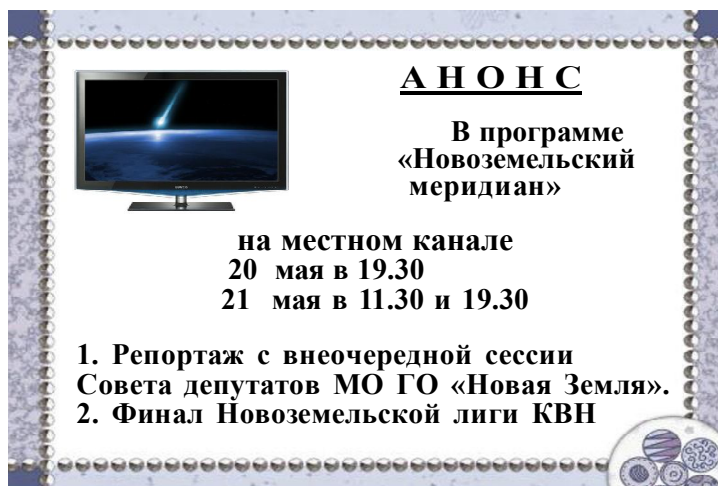 А Н О Н С
В программе
«Новоземельский
меридиан»
на местном канале
20 мая в 19.30
21 мая в 11.30 и 19.30
1. Репортаж с внеочередной сессии
Совета депутатов МО ГО «Новая Земля».
2. Финал Новоземельской лиги КВН